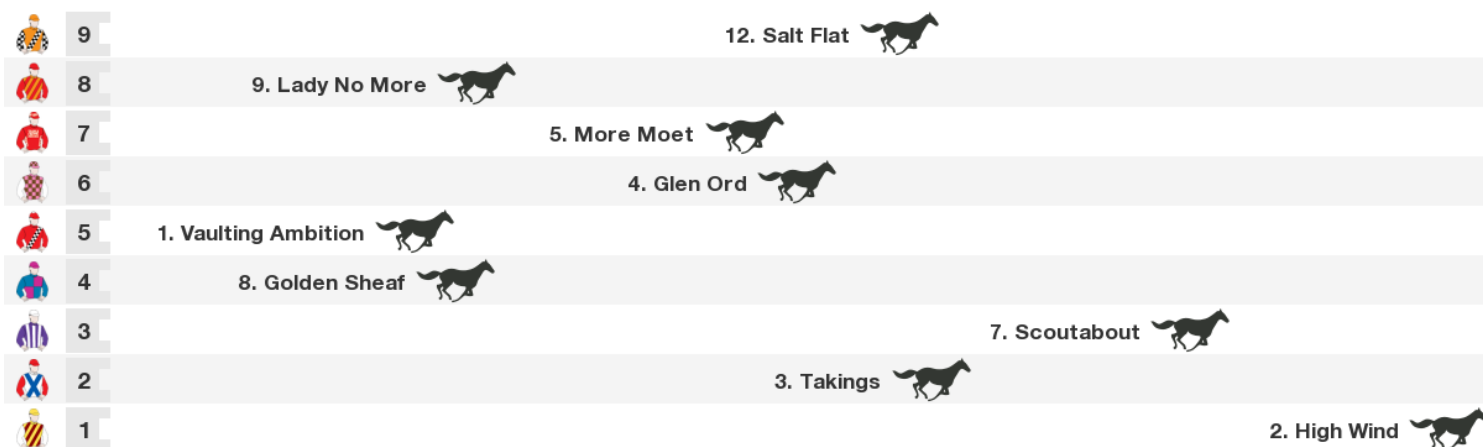 9 12. Salt Flat
8 9. Lady No More
7 5. More Moet
6 4. Glen Ord
5 1. Vaulting Ambition
4 8. Golden Sheaf
3 7. Scoutabout
2 3. Takings
1 2. High Wind